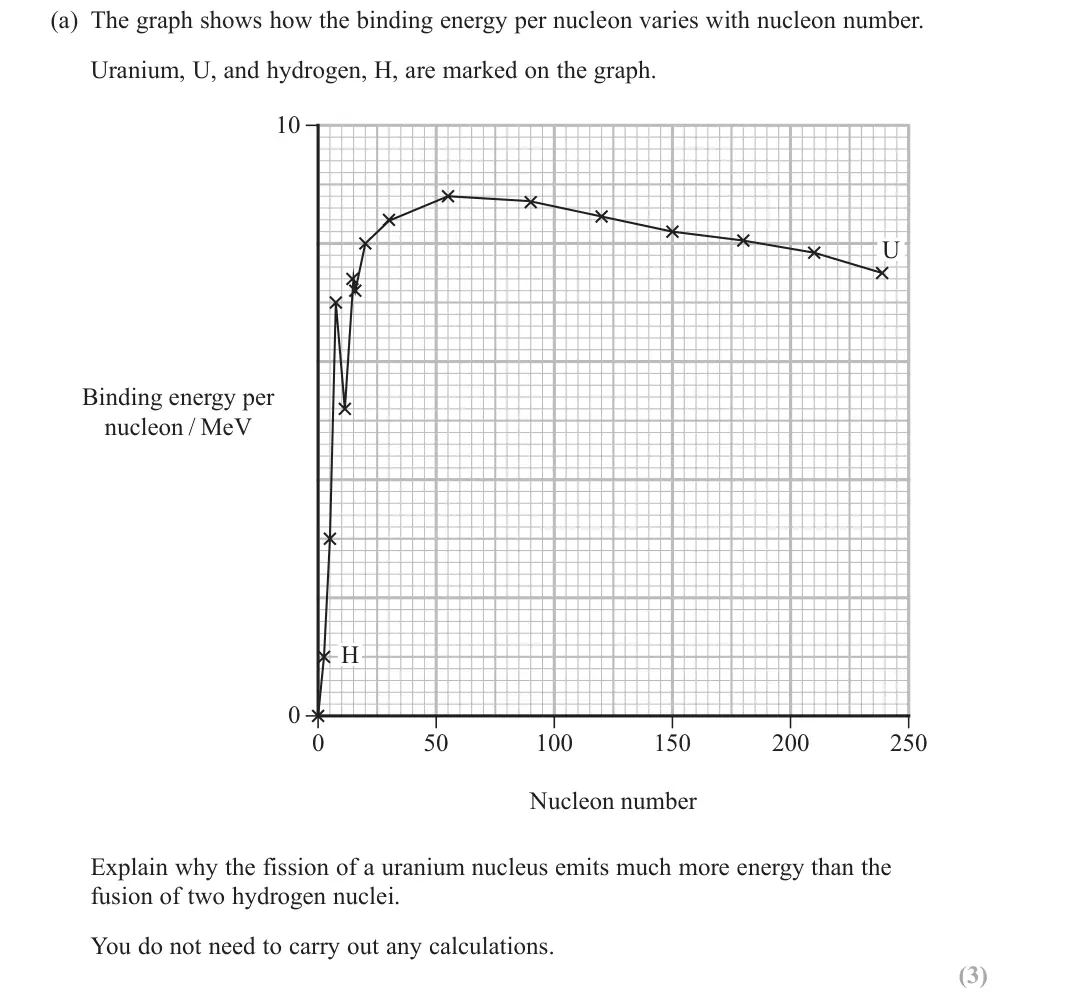 (a) The graph shows how the binding energy per nucleon varies with nucleon number.
Uranium, U, and hydrogen, H, are marked on the graph.
10
U
Binding energy per
nucleon / MeV
H
0
0 50 100 150 200 250
Nucleon number
Explain why the fission of a uranium nucleus emits much more energy than the
fusion of two hydrogen nuclei.
You do not need to carry out any calculations.
(3)